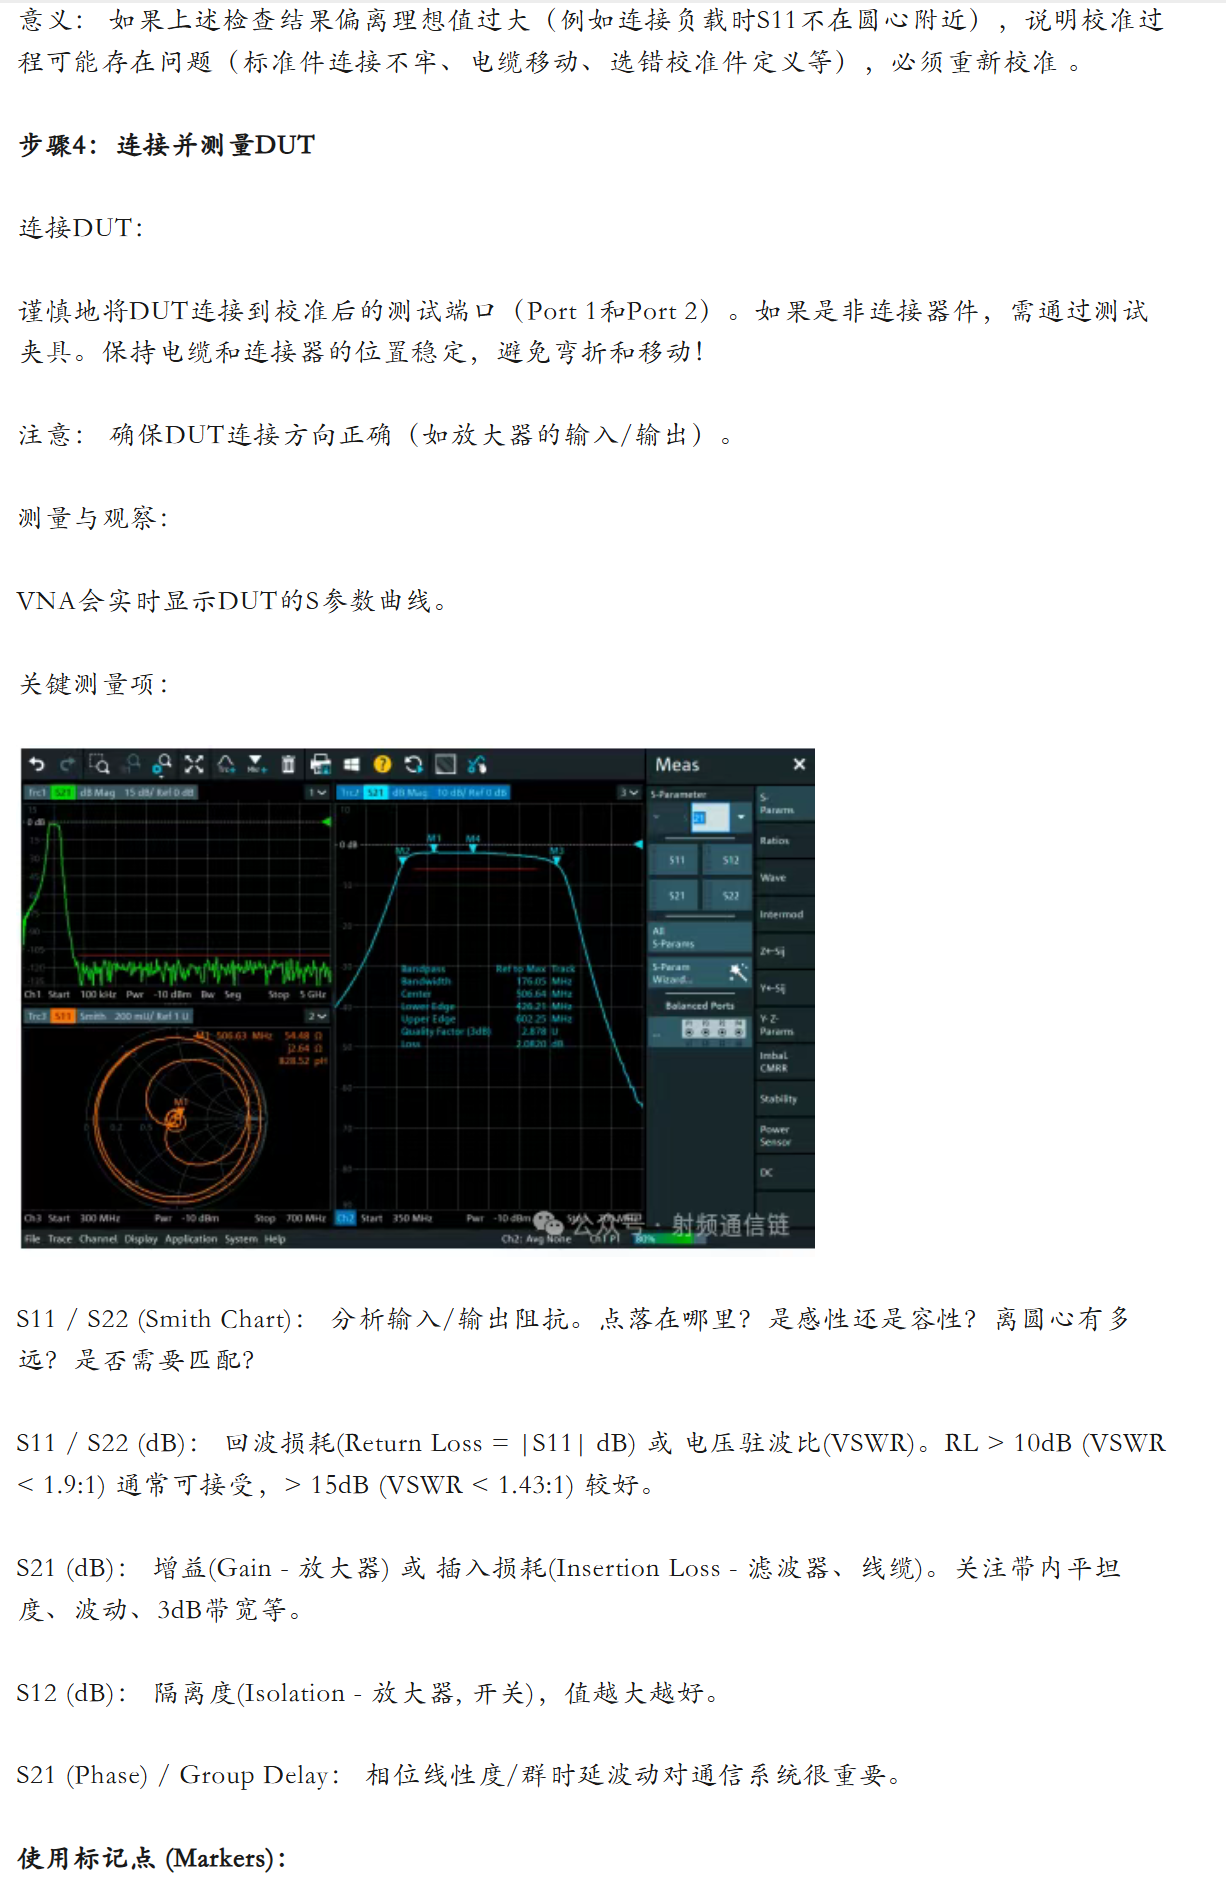 意义： 如果上述检查结果偏离理想值过大（例如连接负载时S11不在圆心附近），说明校准过
程可能存在问题（标准件连接不牢、电缆移动、选错校准件定义等），必须重新校准 。
步骤4：连接并测量DUT
连接DUT：
谨慎地将DUT连接到校准后的测试端口（Port 1和Port 2）。如果是非连接器件，需通过测试
夹具。保持电缆和连接器的位置稳定，避免弯折和移动！
注意： 确保DUT连接方向正确（如放大器的输入/输出）。
测量与观察：
VNA会实时显示DUT的S参数曲线。
关键测量项：
Meas
Trc1 S21 dB Mag 15 dB/ Ref 0 dB 1
Trc2 S21 dB Mag 10 dB/ Ref 0 dB 3
S-Parameter
21
S11 S12
S21 S22
All
S-Params
S-Param
Wizard...
Balanced Ports
S-
Params
Ratios
Wave
Intermod
Z←Sij
Y←Sij
Y-Z-
Params
Imbal.
CMRR
Stability
Power
Sensor
DC
0 dB
M2 M1 M4 M3
Bandpass Ref to Max Track
Bandwidth 176.05 MHz
Center 506.64 MHz
Lower Edge 426.21 MHz
Upper Edge 602.25 MHz
Quality Factor (3dB) 2.878 U
Loss 2.0820 dB
Ch1 Start 100 kHz Pwr -10 dBm Bw Seg Stop 5 GHz
Trc3 S11 Smith 200 mU/ Ref 1 U 2
M1 506.63 MHz 54.48 Ω
j2.64 Ω
828.52 pH
M1
Ch3 Start 300 MHz Pwr -10 dBm Stop 700 MHz
Ch2 Start 350 MHz Pwr -10 dBm
公众号 · 射频通信链
File Trace Channel Display Application System Help
Ch2: Avg None Ch1 P1 80%
S11 / S22 (Smith Chart)： 分析输入/输出阻抗。点落在哪里？是感性还是容性？离圆心有多
远？是否需要匹配？
S11 / S22 (dB)： 回波损耗(Return Loss = |S11| dB) 或 电压驻波比(VSWR)。RL > 10dB (VSWR
< 1.9:1) 通常可接受，> 15dB (VSWR < 1.43:1) 较好。
S21 (dB)： 增益(Gain - 放大器) 或 插入损耗(Insertion Loss - 滤波器、线缆)。关注带内平坦
度、波动、3dB带宽等。
S12 (dB)： 隔离度(Isolation - 放大器, 开关)，值越大越好。
S21 (Phase) / Group Delay： 相位线性度/群时延波动对通信系统很重要。
使用标记点 (Markers)：